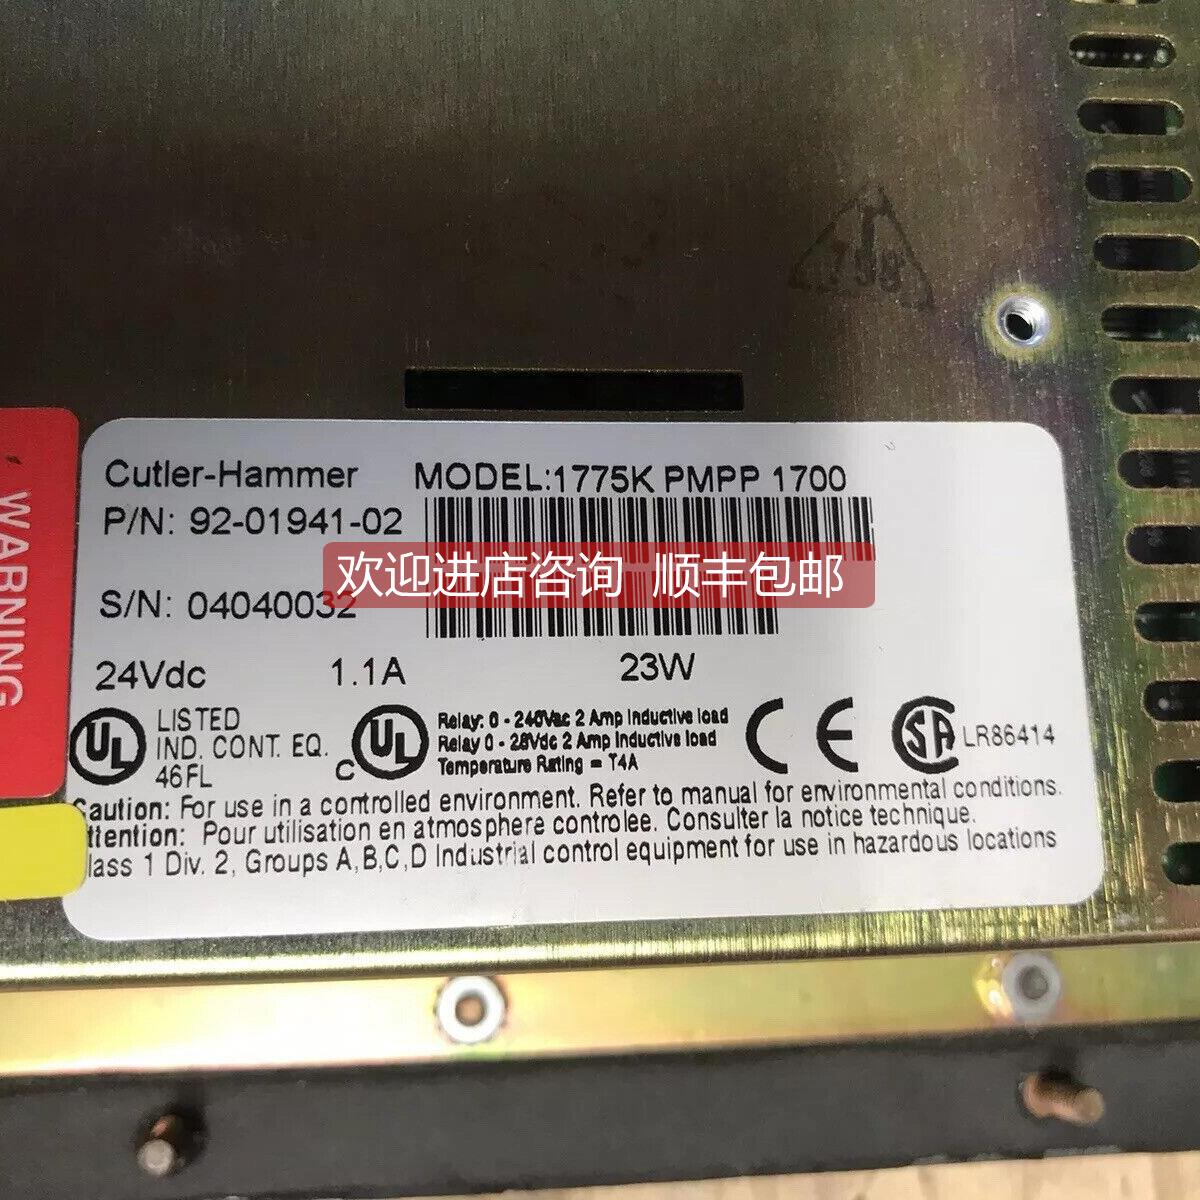 Cutler-Hammer MODEL:1775K PMPP 1700
P/N: 92-01941-02
欢迎进店咨询 顺丰包邮
S/N: 04040032
24Vdc 1.1A 23W
UL LISTED
IND. CONT. EQ.
46FL
C UL
Relay: 0 - 240Vac 2 Amp Inductive load
Relay 0 - 28Vdc 2 Amp Inductive load
Temperature Rating = T4A
CE
SA LR86414
Caution: For use in a controlled environment. Refer to manual for environmental conditions.
ttention: Pour utilisation en atmosphere controlee. Consulter la notice technique.
lass 1 Div. 2, Groups A,B,C,D Industrial control equipment for use in hazardous locations
WARNING